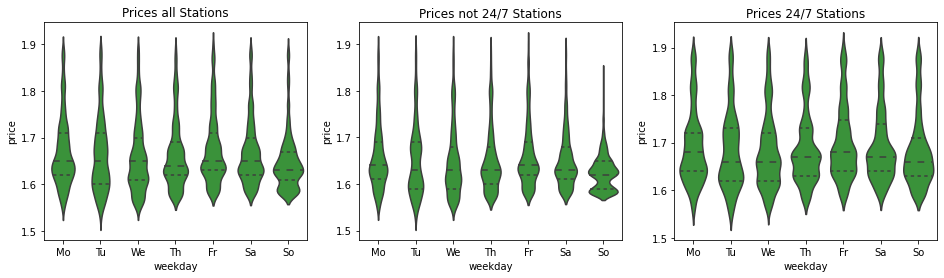 Prices all Stations
price
1.9
1.8
1.7
1.6
1.5
Mo Tu We Th Fr Sa So
weekday
Prices not 24/7 Stations
price
1.9
1.8
1.7
1.6
1.5
Mo Tu We Th Fr Sa So
weekday
Prices 24/7 Stations
price
1.9
1.8
1.7
1.6
1.5
Mo Tu We Th Fr Sa So
weekday